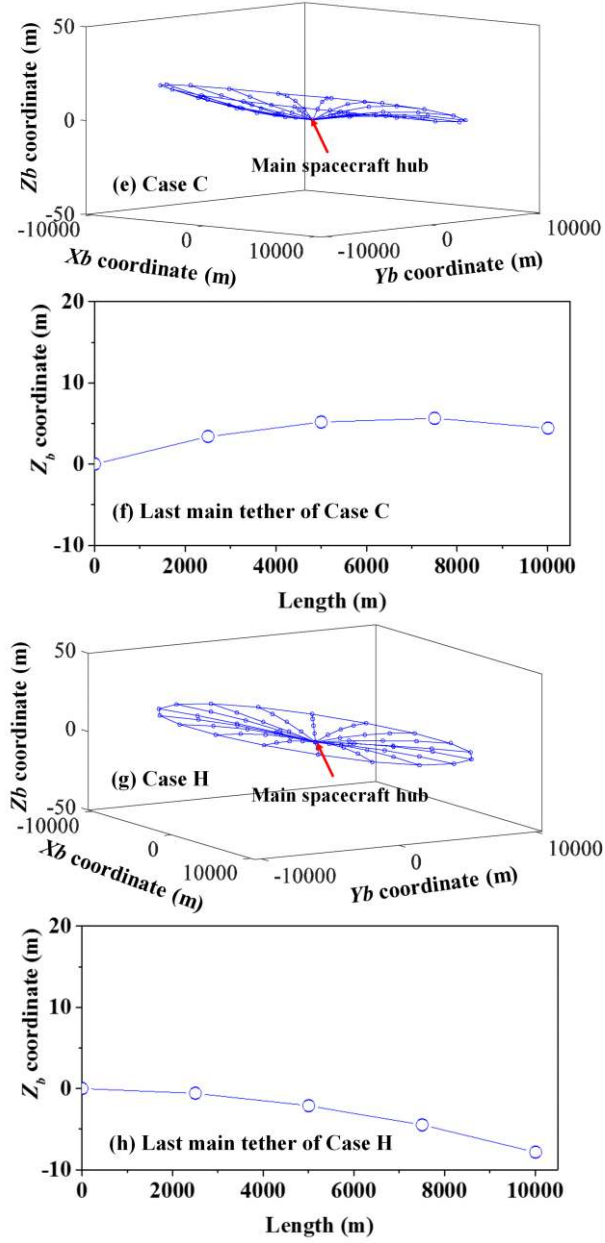 50
0
-50
Zb coordinate (m)
Main spacecraft hub
(e) Case C
-10000
0
10000
Xb coordinate (m)
-10000
0
10000
Yb coordinate (m)
20
10
0
-10
Z_b coordinate (m)
(f) Last main tether of Case C
0 2000 4000 6000 8000 10000
Length (m)
50
0
-50
Zb coordinate (m)
(g) Case H
Main spacecraft hub
-10000
0
10000
Xb coordinate (m)
-10000
0
10000
Yb coordinate (m)
20
10
0
-10
Z_b coordinate (m)
(h) Last main tether of Case H
0 2000 4000 6000 8000 10000
Length (m)